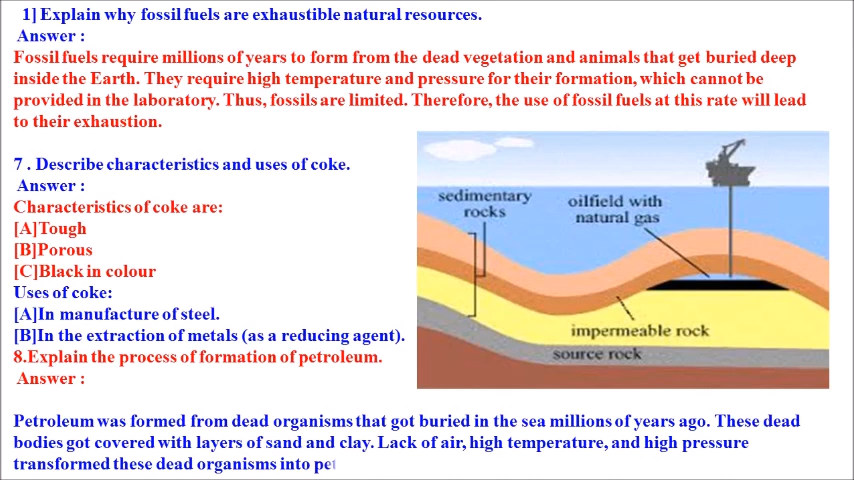 1] Explain why fossil fuels are exhaustible natural resources.
Answer :
Fossil fuels require millions of years to form from the dead vegetation and animals that get buried deep
inside the Earth. They require high temperature and pressure for their formation, which cannot be
provided in the laboratory. Thus, fossils are limited. Therefore, the use of fossil fuels at this rate will lead
to their exhaustion.
7 . Describe characteristics and uses of coke.
Answer :
Characteristics of coke are:
[A]Tough
[B]Porous
[C]Black in colour
Uses of coke:
[A]In manufacture of steel.
[B]In the extraction of metals (as a reducing agent).
8.Explain the process of formation of petroleum.
Answer :
sedimentary
rocks
oilfield with
natural gas
impermeable rock
source rock
Petroleum was formed from dead organisms that got buried in the sea millions of years ago. These dead
bodies got covered with layers of sand and clay. Lack of air, high temperature, and high pressure
transformed these dead organisms into pet